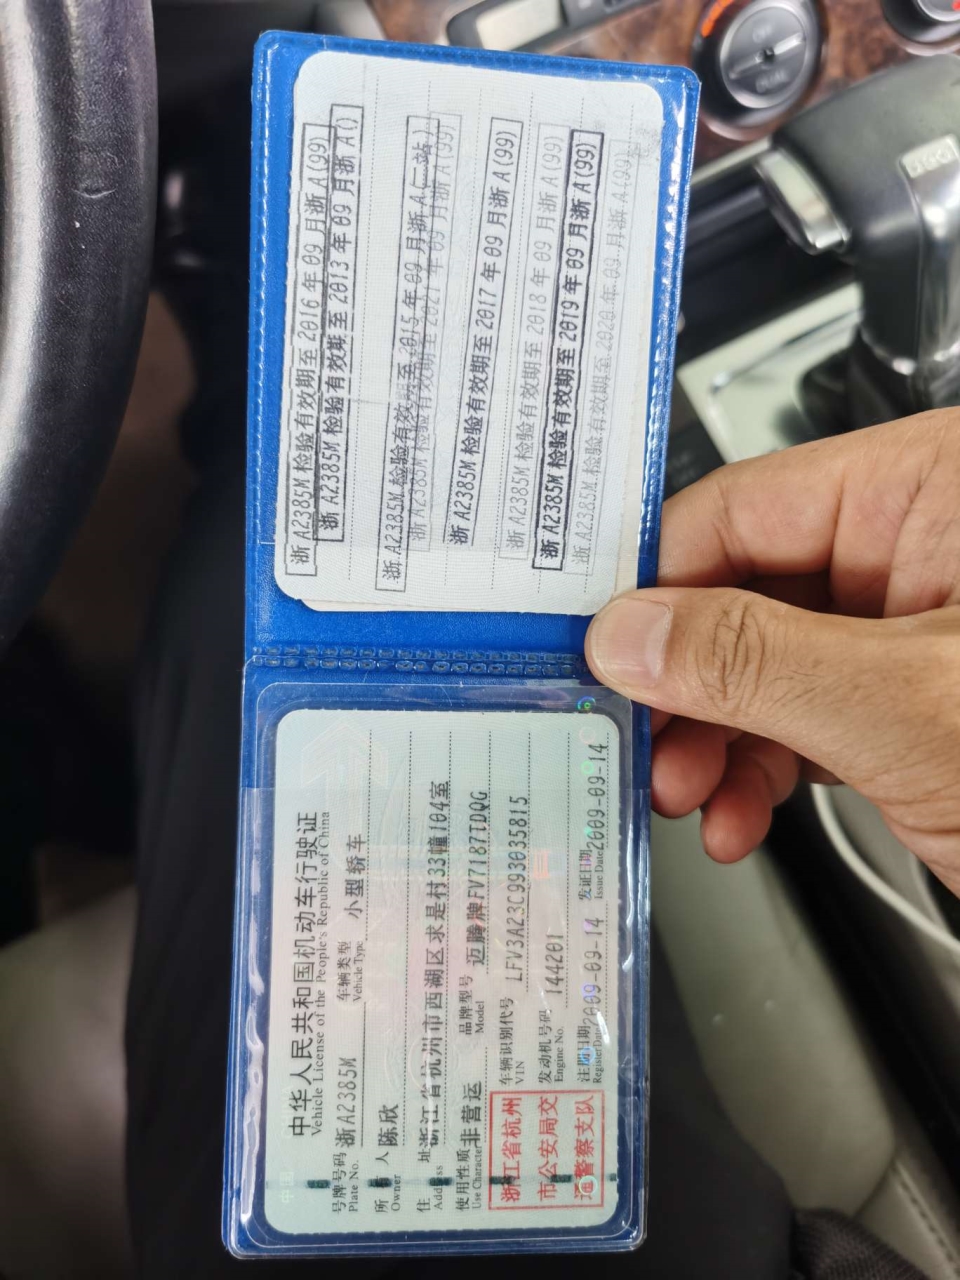 中华人民共和国机动车行驶证
Vehicle License of the People's Republic of China
号牌号码 浙A2385M 车辆类型 小型轿车
Plate No. Vehicle Type
所有人 陈欣
Owner
住址 浙江省杭州市西湖区求是村33幢104室
Address
使用性质 非营运 品牌型号 迈腾牌FV7187TDQG
Use Character Model
车辆识别代号 LFV3A23C993035815
VIN
发动机号码 144201
Engine No.
注册日期 2009-09-14 发证日期 2009-09-14
Register Date Issue Date
浙江省杭州
市公安局交
通警察支队
浙A2385M 检验有效期至2016年09月浙A(99)
浙A2385M 检验有效期至2013年09月浙A()
浙A2385M 检验有效期至2015年09月浙A(二站)
浙A2385M 检验有效期至2021年09月浙A(99)
浙A2385M 检验有效期至2017年09月浙A(99)
浙A2385M 检验有效期至2018年09月浙A(99)
浙A2385M 检验有效期至2019年09月浙A(99)
浙A2385M 检验有效期至2020年09月浙A(99)
OFF